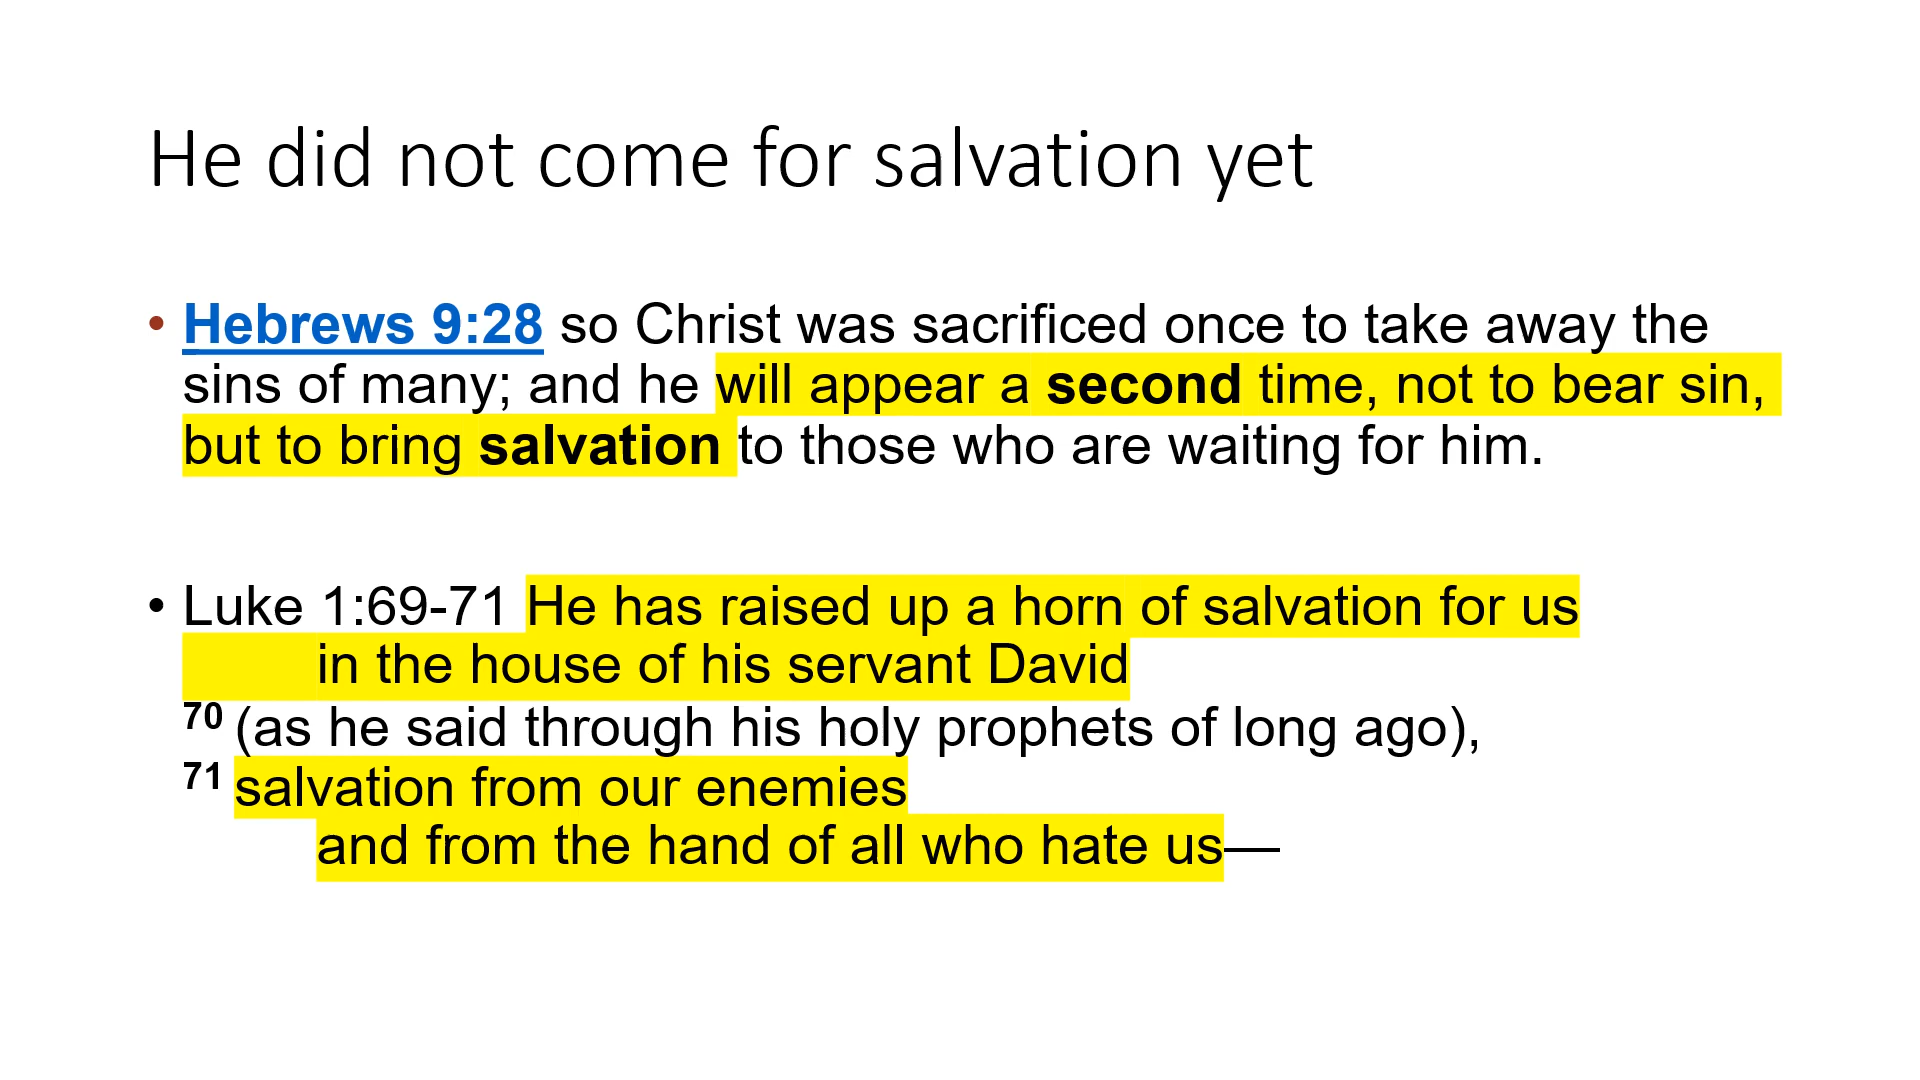 He did not come for salvation yet
• Hebrews 9:28 so Christ was sacrificed once to take away the
sins of many; and he will appear a second time, not to bear sin,
but to bring salvation to those who are waiting for him.
• Luke 1:69-71 He has raised up a horn of salvation for us
in the house of his servant David
70 (as he said through his holy prophets of long ago),
71 salvation from our enemies
and from the hand of all who hate us—